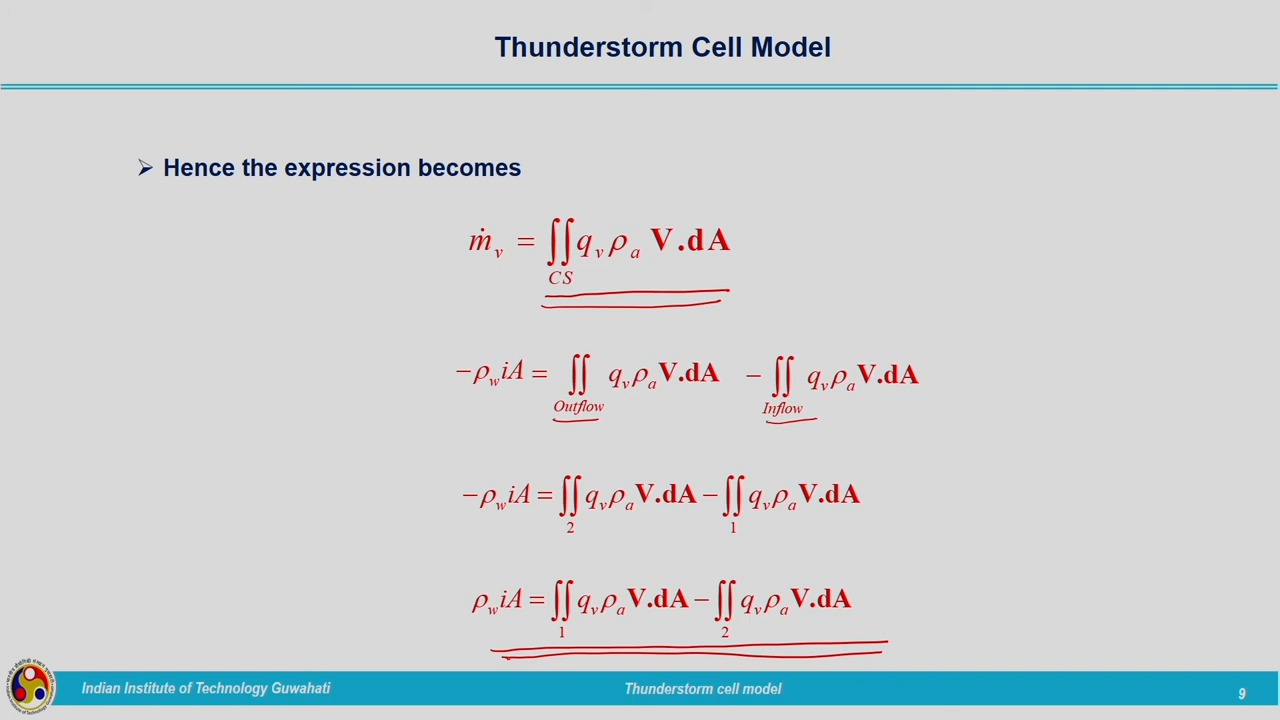 Thunderstorm Cell Model
➢ Hence the expression becomes
ṁ_v = ∬_CS q_v ρ_a V.dA
−ρ_w iA = ∬_Outflow q_v ρ_a V.dA − ∬_Inflow q_v ρ_a V.dA
−ρ_w iA = ∬_2 q_v ρ_a V.dA − ∬_1 q_v ρ_a V.dA
ρ_w iA = ∬_1 q_v ρ_a V.dA − ∬_2 q_v ρ_a V.dA
Indian Institute of Technology Guwahati Thunderstorm cell model 9